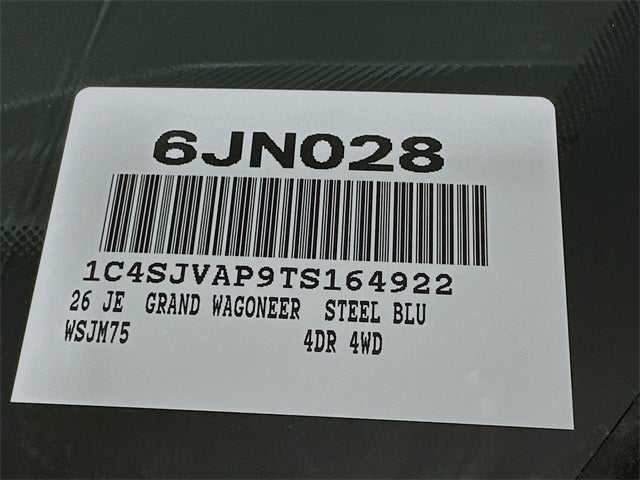 6JN028
1C4SJVAP9TS164922
26 JE GRAND WAGONEER STEEL BLU
WSJM75 4DR 4WD